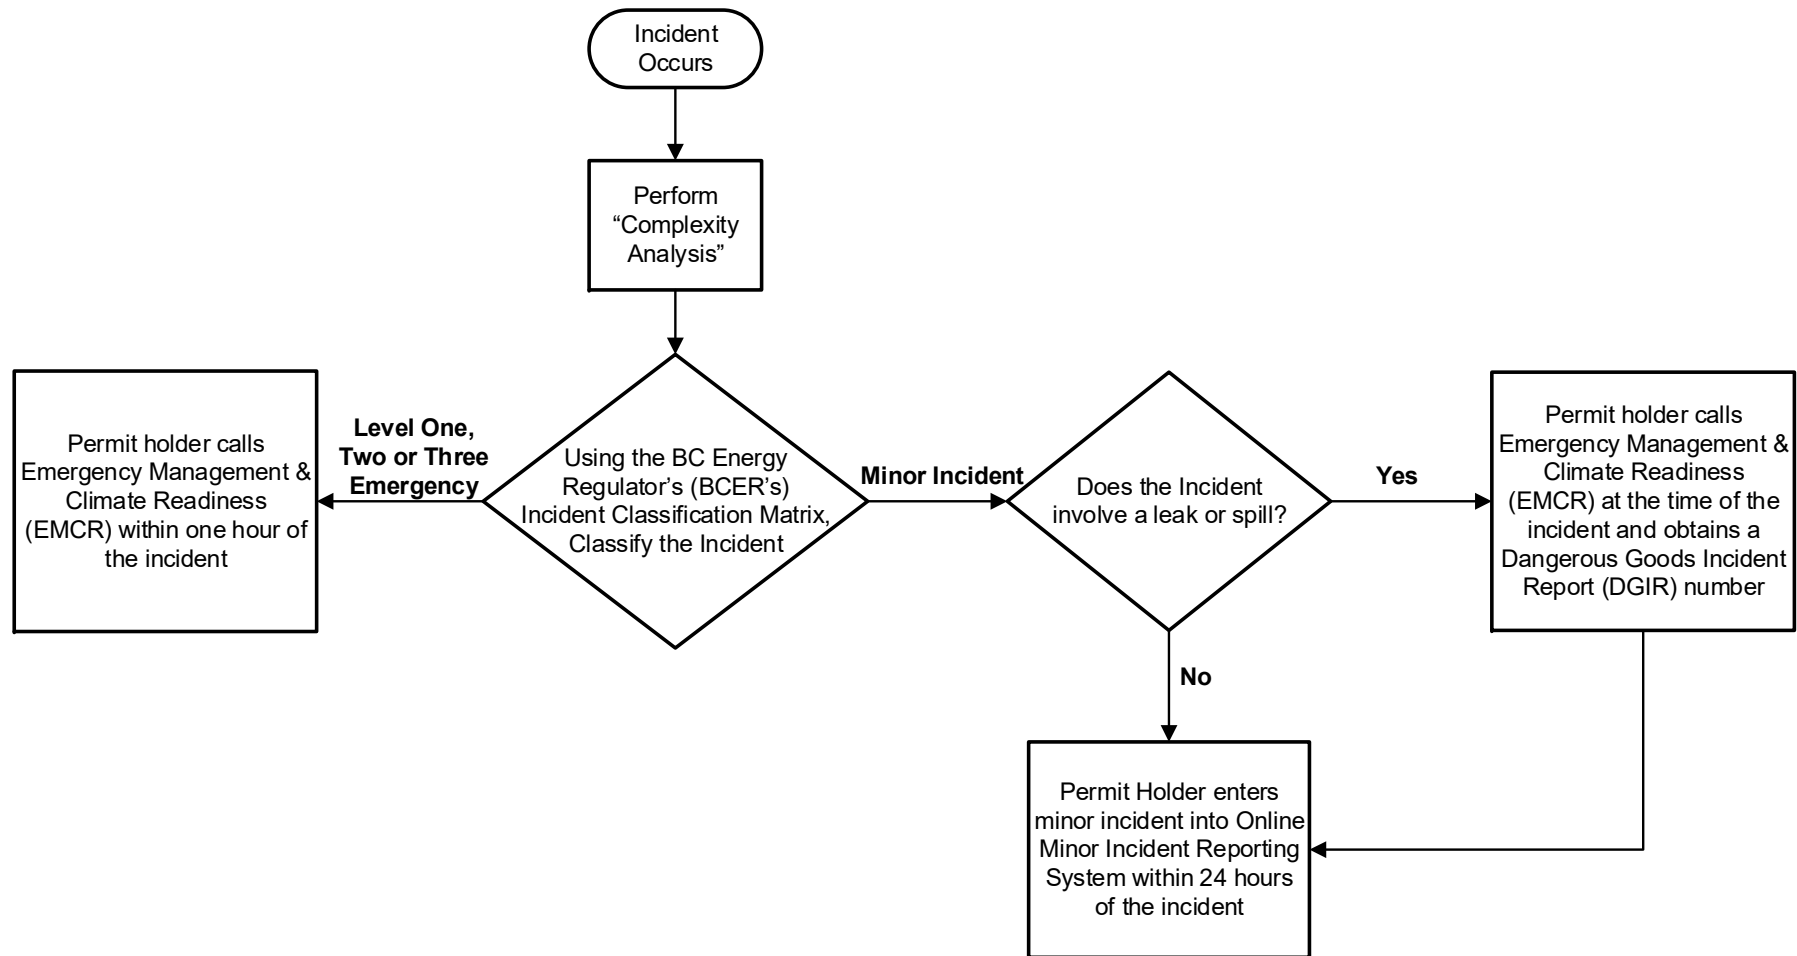 Incident
Occurs
Perform
“Complexity
Analysis”
Permit holder calls
Emergency Management &
Climate Readiness
(EMCR) within one hour of
the incident
Level One,
Two or Three
Emergency
Using the BC Energy
Regulator’s (BCER’s)
Incident Classification Matrix,
Classify the Incident
Minor Incident
Does the Incident
involve a leak or spill?
Yes
Permit holder calls
Emergency Management &
Climate Readiness
(EMCR) at the time of the
incident and obtains a
Dangerous Goods Incident
Report (DGIR) number
No
Permit Holder enters
minor incident into Online
Minor Incident Reporting
System within 24 hours
of the incident